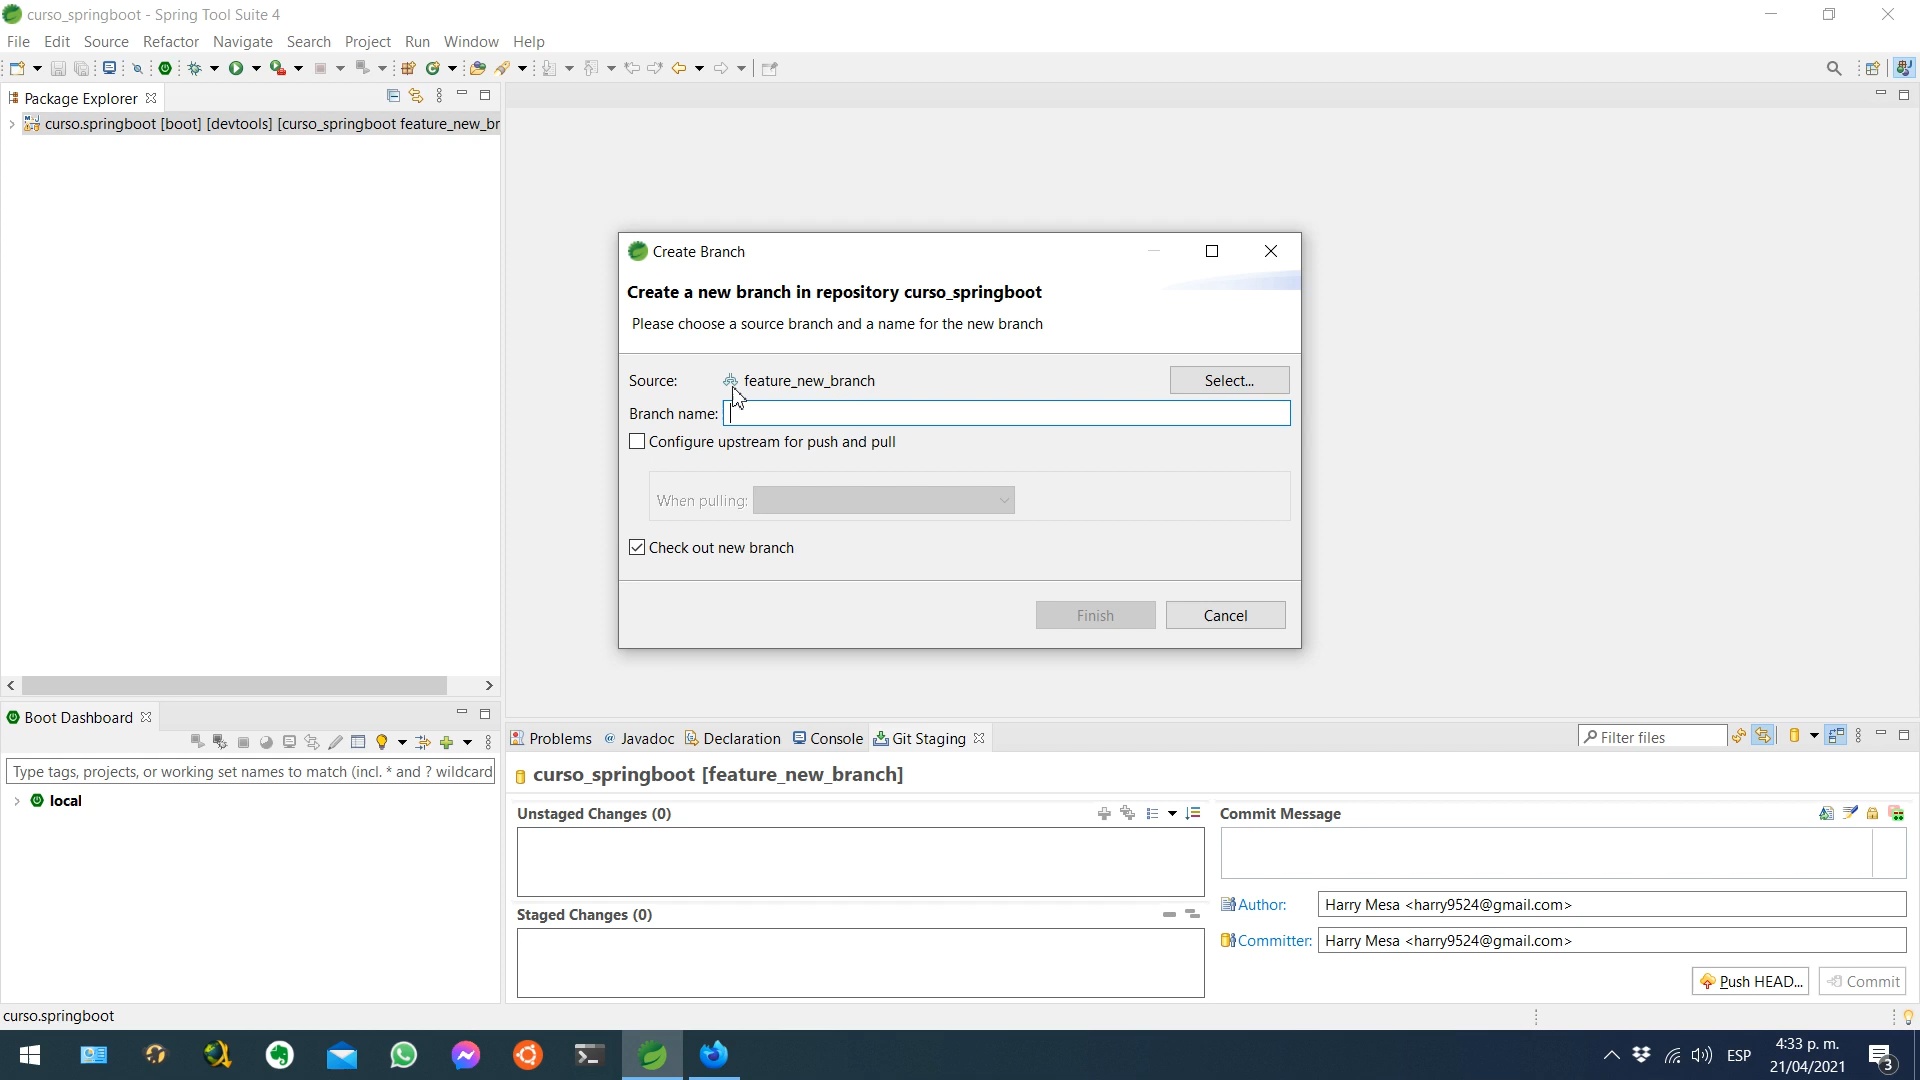 curso_springboot - Spring Tool Suite 4
File Edit Source Refactor Navigate Search Project Run Window Help
Package Explorer
curso.springboot [boot] [devtools] [curso_springboot feature_new_br
Create Branch
Create a new branch in repository curso_springboot
Please choose a source branch and a name for the new branch
Source: feature_new_branch Select...
Branch name:
Configure upstream for push and pull
When pulling:
Check out new branch
Finish Cancel
Boot Dashboard
Type tags, projects, or working set names to match (incl. * and ? wildcard
local
Problems @ Javadoc Declaration Console Git Staging
Filter files
curso_springboot [feature_new_branch]
Unstaged Changes (0)
Staged Changes (0)
Commit Message
Author: Harry Mesa <harry9524@gmail.com>
Committer: Harry Mesa <harry9524@gmail.com>
Push HEAD... Commit
curso.springboot
ESP
4:33 p. m.
21/04/2021
3